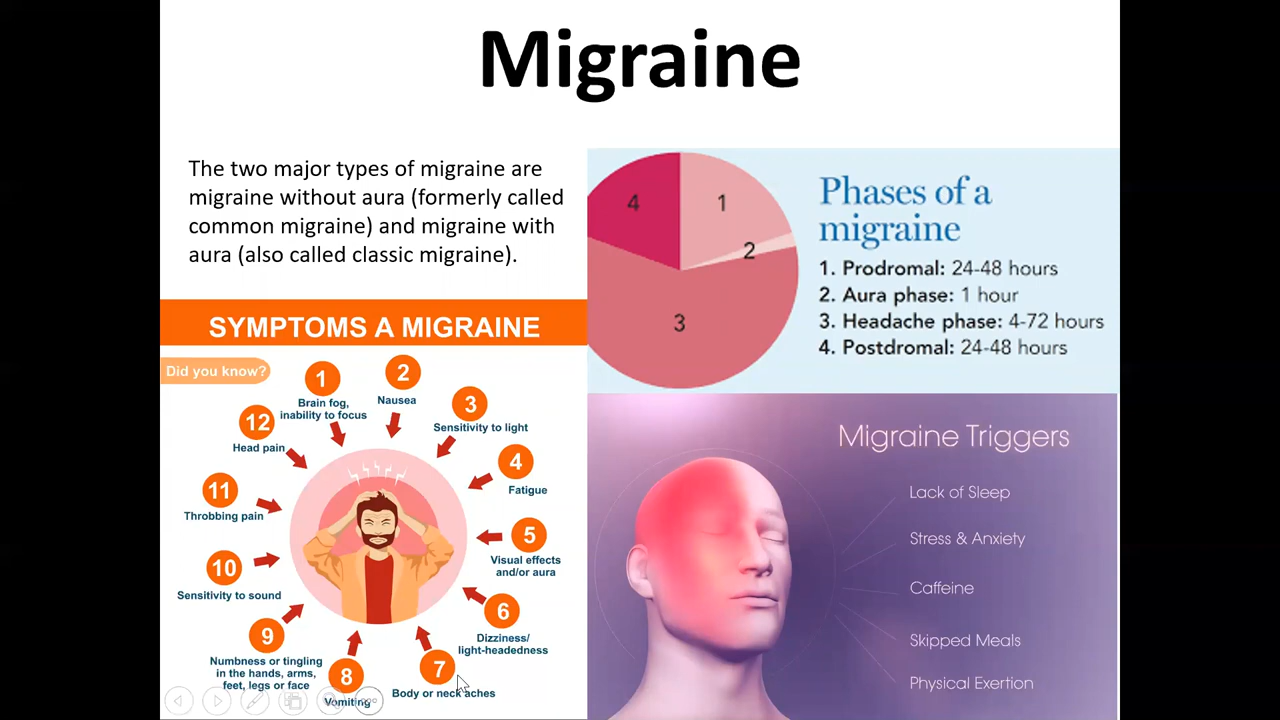 Migraine
The two major types of migraine are
migraine without aura (formerly called
common migraine) and migraine with
aura (also called classic migraine).
4
1
2
3
Phases of a
migraine
1. Prodromal: 24-48 hours
2. Aura phase: 1 hour
3. Headache phase: 4-72 hours
4. Postdromal: 24-48 hours
SYMPTOMS A MIGRAINE
Did you know?
1
Brain fog,
inability to focus
2
Nausea
3
Sensitivity to light
4
Fatigue
5
Visual effects
and/or aura
6
Dizziness/
light-headedness
7
Body or neck aches
8
Vomiting
9
Numbness or tingling
in the hands, arms,
feet, legs or face
10
Sensitivity to sound
11
Throbbing pain
12
Head pain
Migraine Triggers
Lack of Sleep
Stress & Anxiety
Caffeine
Skipped Meals
Physical Exertion